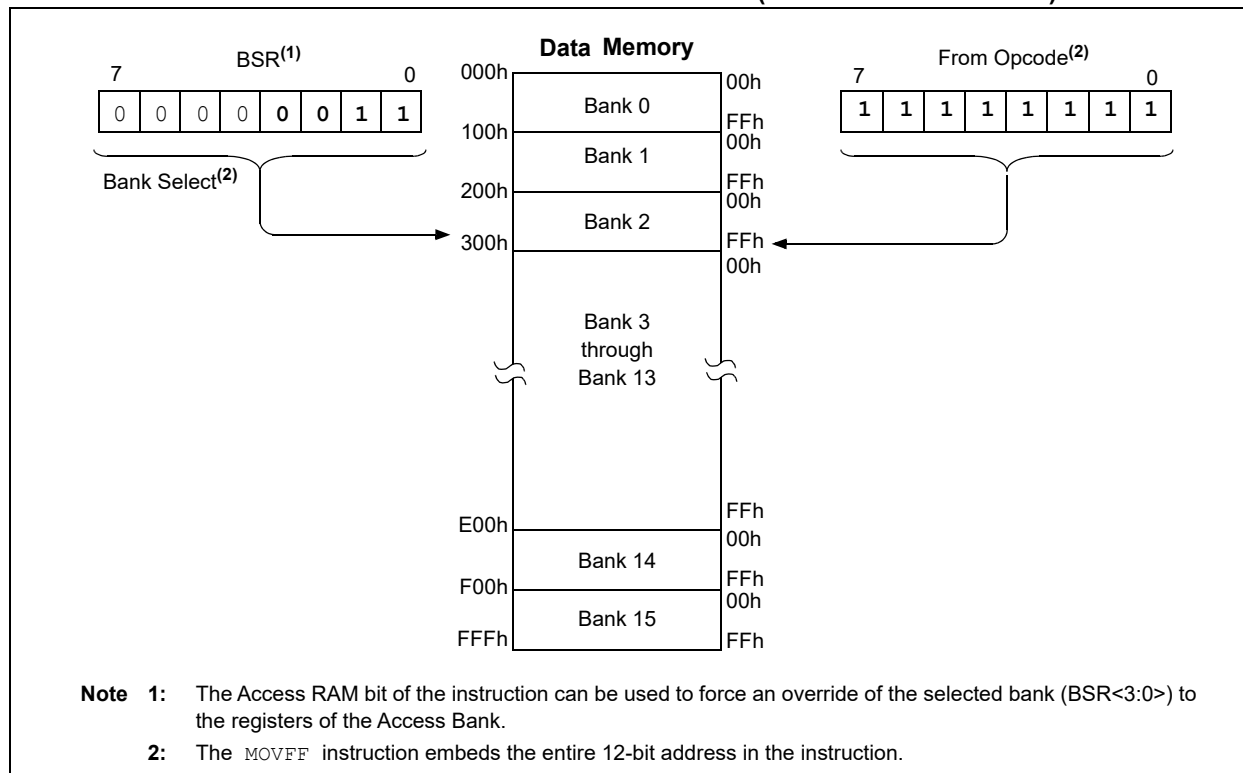 Data Memory
BSR(1)
7 0
0 0 0 0 0 0 1 1
Bank Select(2)
From Opcode(2)
7 0
1 1 1 1 1 1 1 1
000h
00h
Bank 0
FFh
100h
00h
Bank 1
FFh
200h
00h
Bank 2
FFh
300h
00h
Bank 3
through
Bank 13
FFh
E00h
00h
Bank 14
FFh
F00h
00h
Bank 15
FFFh
FFh
Note 1: The Access RAM bit of the instruction can be used to force an override of the selected bank (BSR<3:0>) to
the registers of the Access Bank.
2: The MOVFF instruction embeds the entire 12-bit address in the instruction.